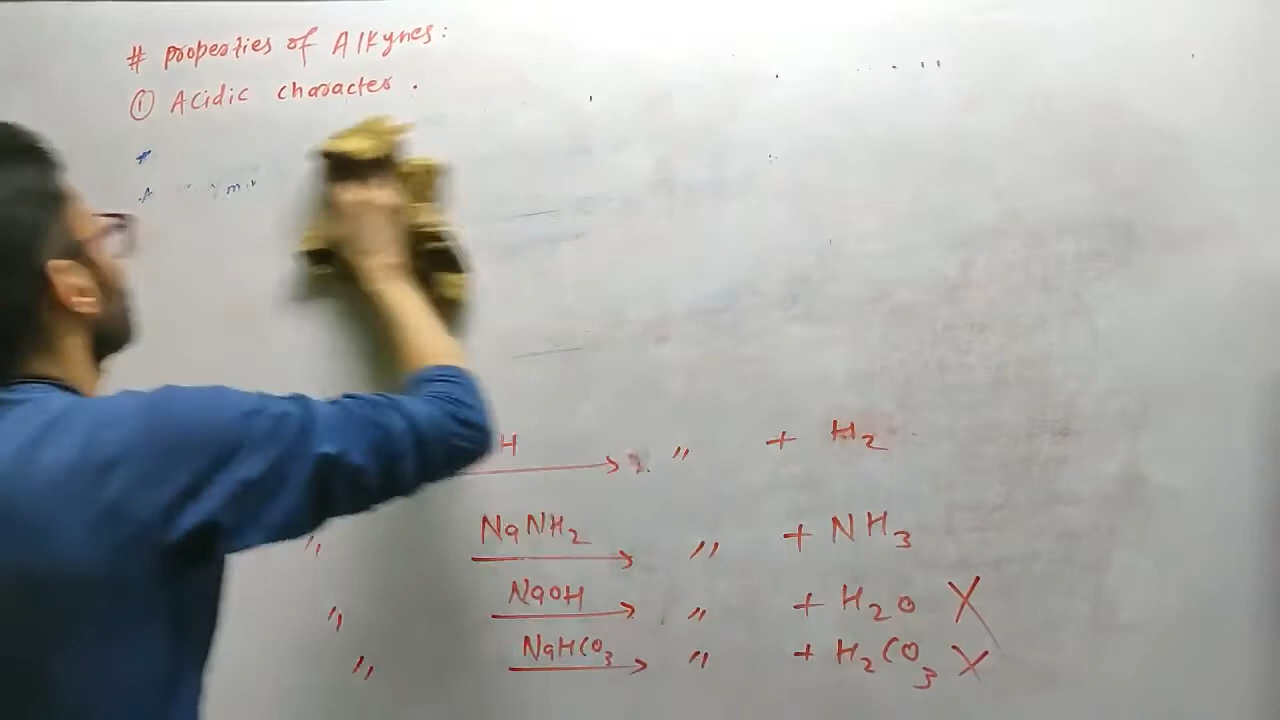 # properties of Alkynes:
① Acidic character.
H → " + H₂
" NaNH₂ → " + NH₃
" NaOH → " + H₂O X
" NaHCO₃ → " + H₂CO₃ X